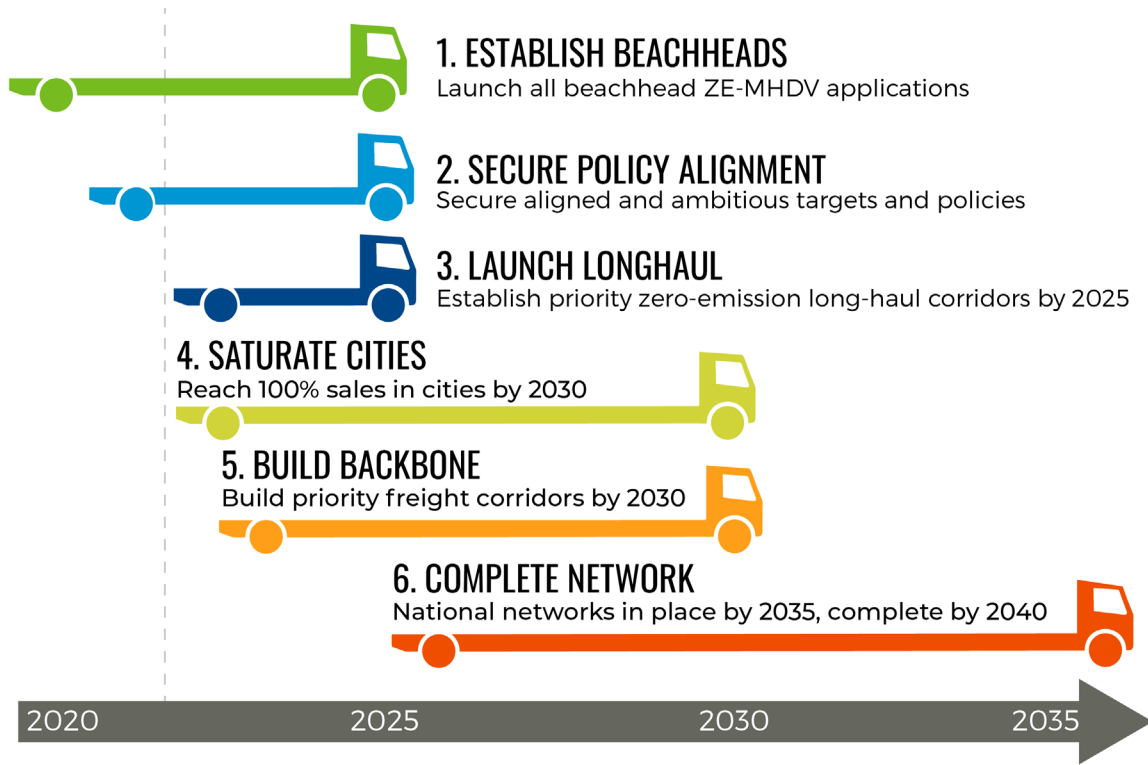 1. ESTABLISH BEACHHEADS
Launch all beachhead ZE-MHDV applications
2. SECURE POLICY ALIGNMENT
Secure aligned and ambitious targets and policies
3. LAUNCH LONGHAUL
Establish priority zero-emission long-haul corridors by 2025
4. SATURATE CITIES
Reach 100% sales in cities by 2030
5. BUILD BACKBONE
Build priority freight corridors by 2030
6. COMPLETE NETWORK
National networks in place by 2035, complete by 2040
2020 2025 2030 2035